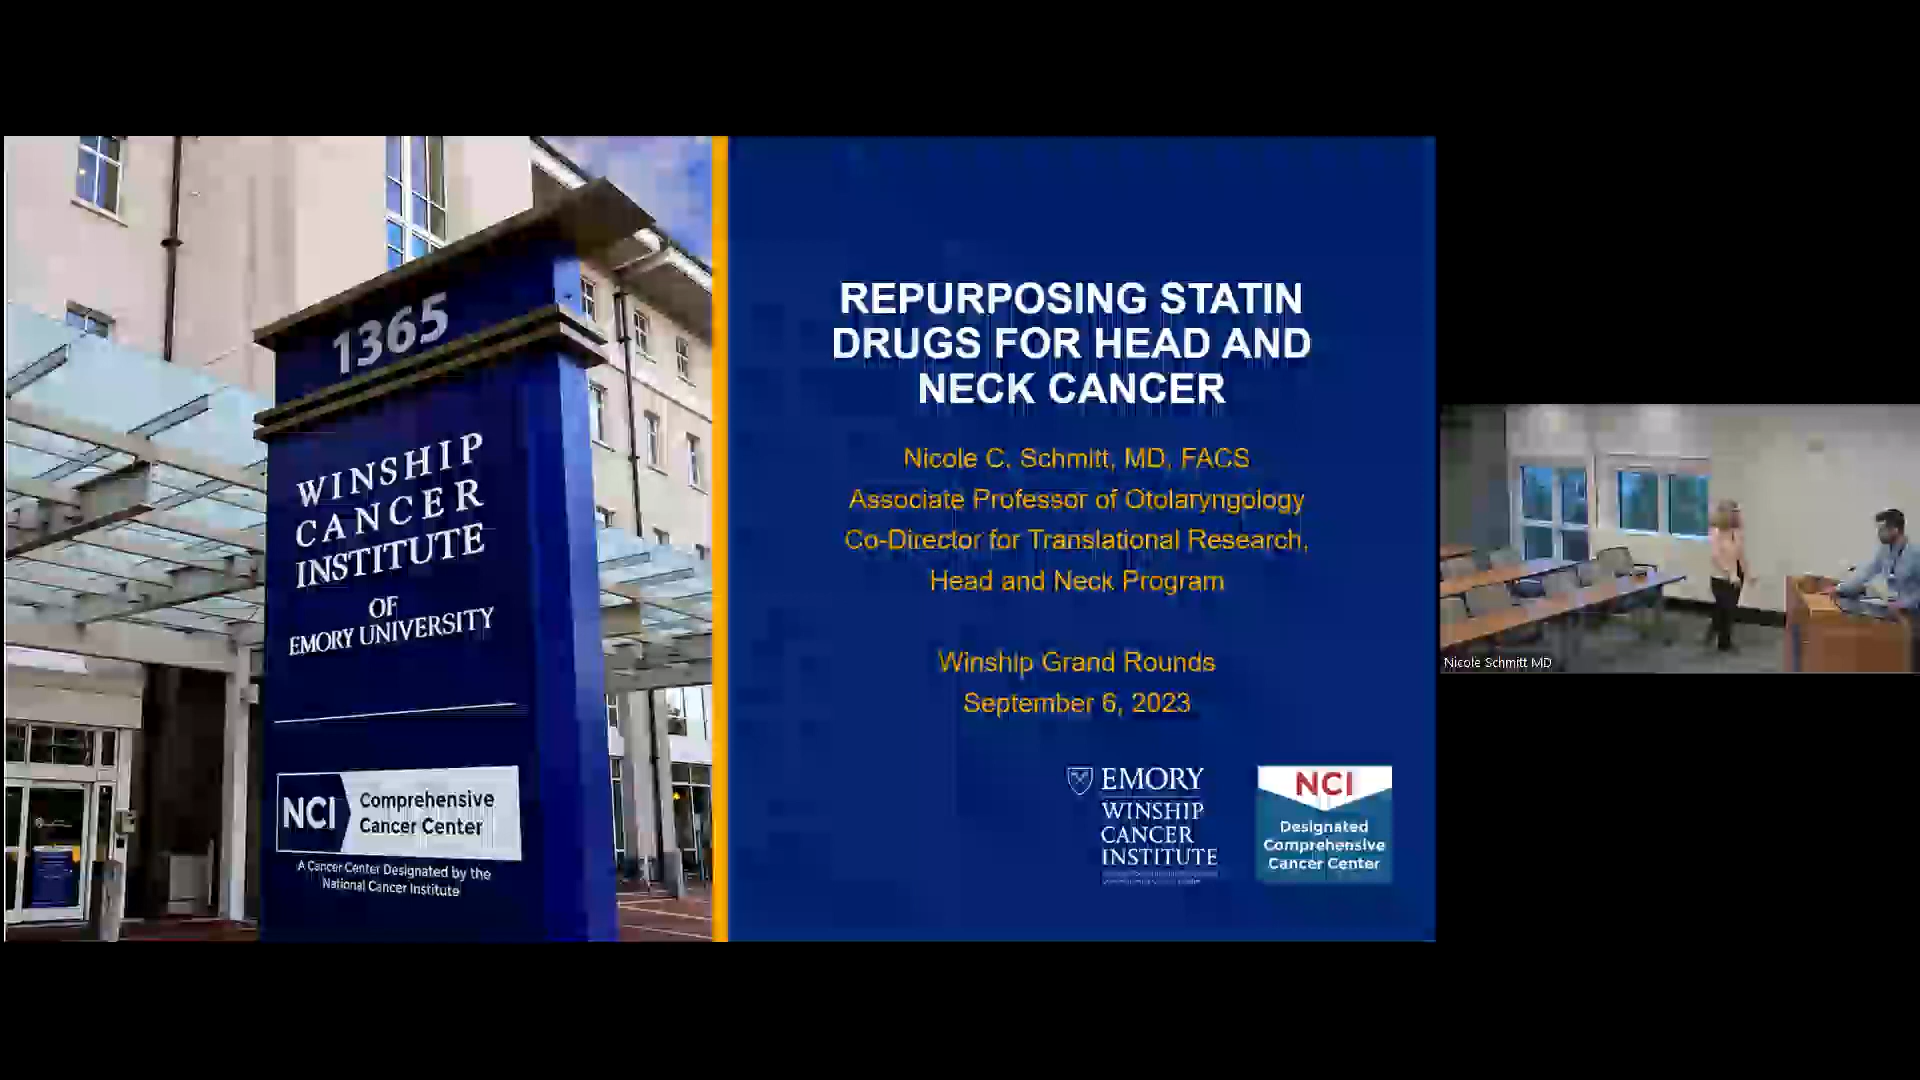 1365
WINSHIP
CANCER
INSTITUTE
OF
EMORY UNIVERSITY
NCI
Comprehensive
Cancer Center
A Cancer Center Designated by the
National Cancer Institute
REPURPOSING STATIN
DRUGS FOR HEAD AND
NECK CANCER
Nicole C. Schmitt, MD, FACS
Associate Professor of Otolaryngology
Co-Director for Translational Research,
Head and Neck Program
Winship Grand Rounds
September 6, 2023
EMORY
WINSHIP
CANCER
INSTITUTE
NCI
Designated
Comprehensive
Cancer Center
Nicole Schmitt MD